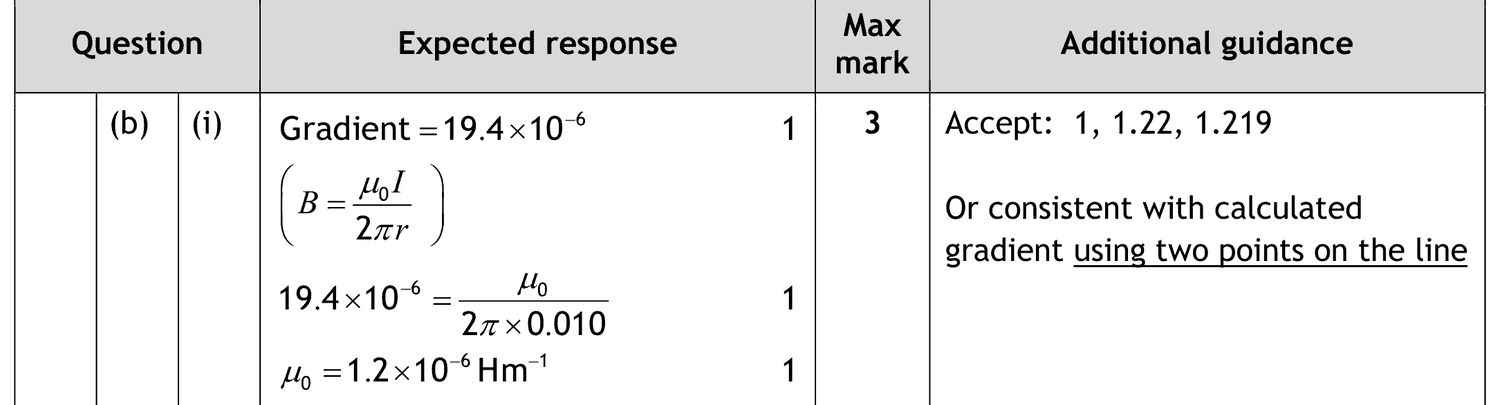 Question Expected response Max mark Additional guidance
(b) (i) Gradient = 19.4×10⁻⁶ 1 3 Accept: 1, 1.22, 1.219
(B = μ₀I / 2πr)
Or consistent with calculated
gradient using two points on the line
19.4×10⁻⁶ = μ₀ / 2π×0.010 1
μ₀ = 1.2×10⁻⁶ Hm⁻¹ 1